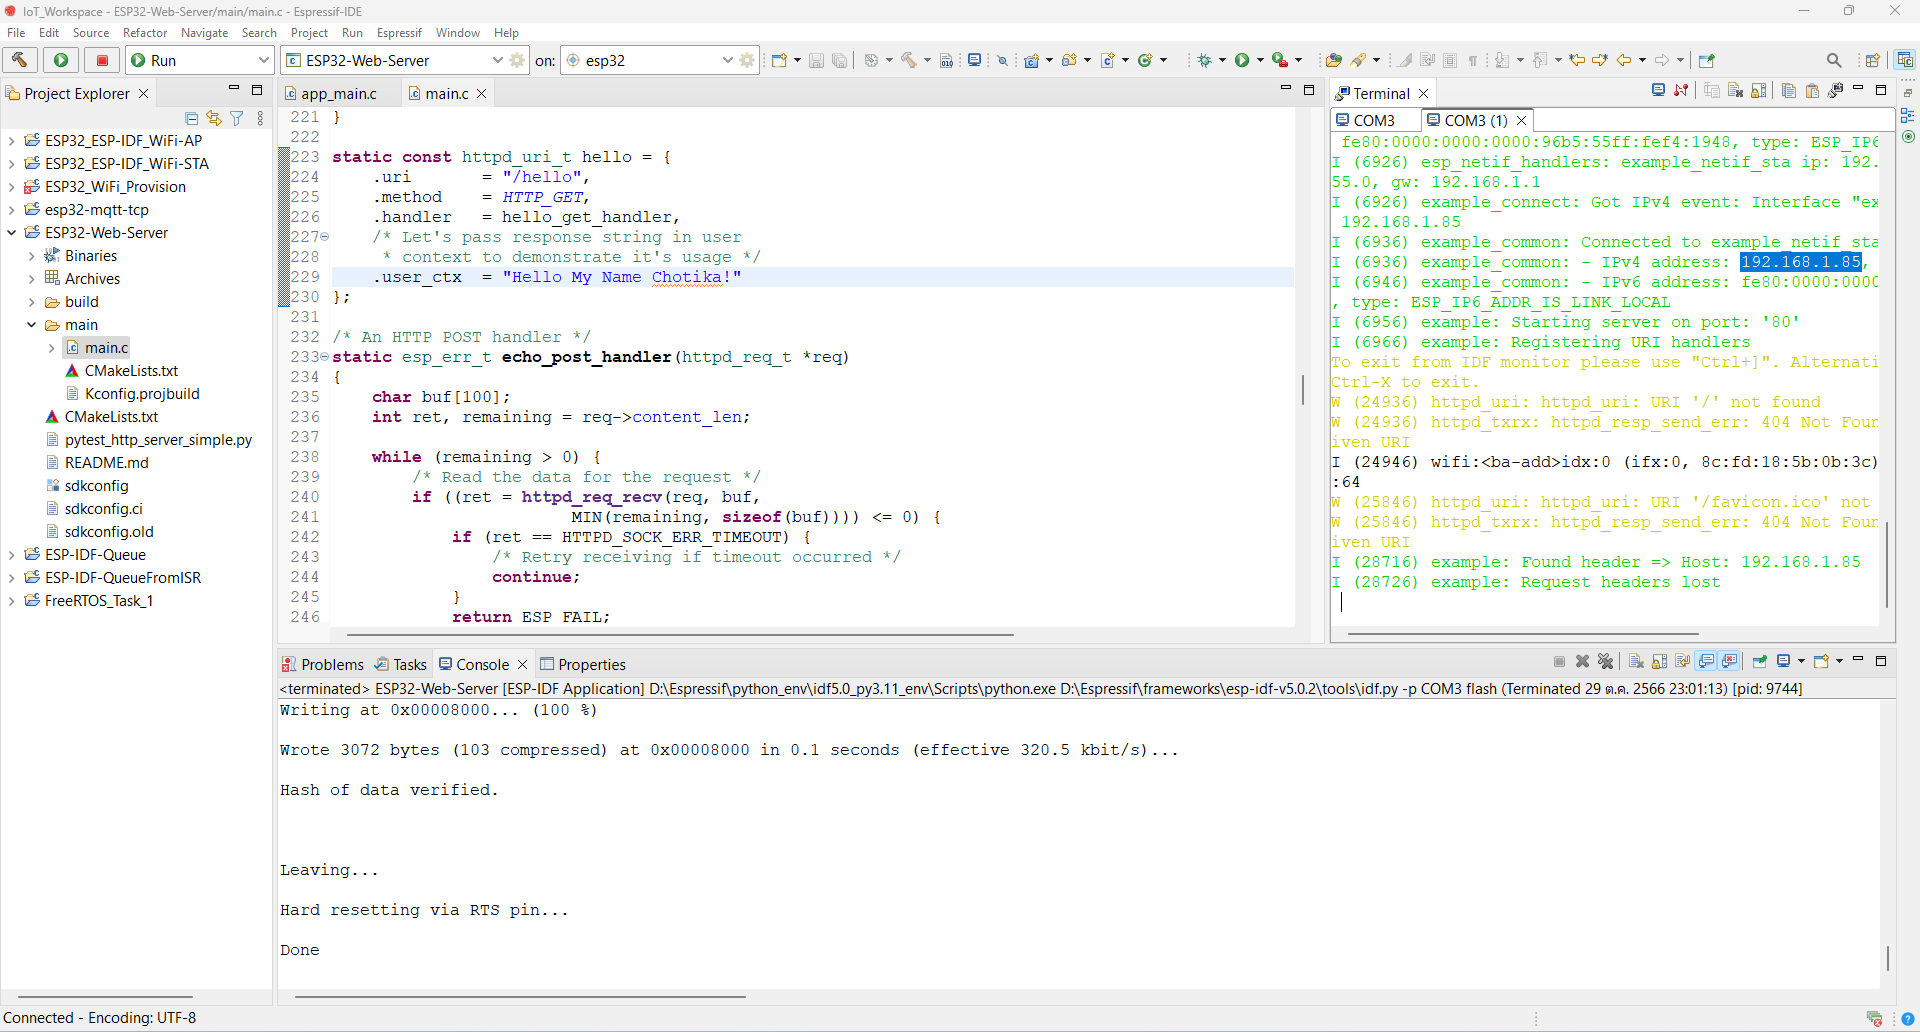 IoT_Workspace - ESP32-Web-Server/main/main.c - Espressif-IDE
File Edit Source Refactor Navigate Search Project Run Espressif Window Help
Run
ESP32-Web-Server
on:
esp32
Project Explorer
ESP32_ESP-IDF_WiFi-AP
ESP32_ESP-IDF_WiFi-STA
ESP32_WiFi_Provision
esp32-mqtt-tcp
ESP32-Web-Server
Binaries
Archives
build
main
main.c
CMakeLists.txt
Kconfig.projbuild
CMakeLists.txt
pytest_http_server_simple.py
README.md
sdkconfig
sdkconfig.ci
sdkconfig.old
ESP-IDF-Queue
ESP-IDF-QueueFromISR
FreeRTOS_Task_1
app_main.c
main.c
221 }
222
223 static const httpd_uri_t hello = {
224     .uri       = "/hello",
225     .method    = HTTP_GET,
226     .handler   = hello_get_handler,
227     /* Let's pass response string in user
228      * context to demonstrate it's usage */
229     .user_ctx  = "Hello My Name Chotika!"
230 };
231
232 /* An HTTP POST handler */
233 static esp_err_t echo_post_handler(httpd_req_t *req)
234 {
235     char buf[100];
236     int ret, remaining = req->content_len;
237
238     while (remaining > 0) {
239         /* Read the data for the request */
240         if ((ret = httpd_req_recv(req, buf,
241                         MIN(remaining, sizeof(buf)))) <= 0) {
242             if (ret == HTTPD_SOCK_ERR_TIMEOUT) {
243                 /* Retry receiving if timeout occurred */
244                 continue;
245             }
246             return ESP_FAIL;
Terminal
COM3
COM3 (1)
fe80:0000:0000:0000:96b5:55ff:fef4:1948, type: ESP_IP6
I (6926) esp_netif_handlers: example_netif_sta ip: 192.
55.0, gw: 192.168.1.1
I (6926) example_connect: Got IPv4 event: Interface "ex
192.168.1.85
I (6936) example_common: Connected to example_netif_sta
I (6936) example_common: - IPv4 address: 192.168.1.85,
I (6946) example_common: - IPv6 address: fe80:0000:0000
, type: ESP_IP6_ADDR_IS_LINK_LOCAL
I (6956) example: Starting server on port: '80'
I (6966) example: Registering URI handlers
To exit from IDF monitor please use "Ctrl+]". Alternati
Ctrl-X to exit.
W (24936) httpd_uri: httpd_uri: URI '/' not found
W (24936) httpd_txrx: httpd_resp_send_err: 404 Not Foun
iven URI
I (24946) wifi:<ba-add>idx:0 (ifx:0, 8c:fd:18:5b:0b:3c)
:64
W (25846) httpd_uri: httpd_uri: URI '/favicon.ico' not
W (25846) httpd_txrx: httpd_resp_send_err: 404 Not Foun
iven URI
I (28716) example: Found header => Host: 192.168.1.85
I (28726) example: Request headers lost
Problems Tasks Console Properties
<terminated> ESP32-Web-Server [ESP-IDF Application] D:\Espressif\python_env\idf5.0_py3.11_env\Scripts\python.exe D:\Espressif\frameworks\esp-idf-v5.0.2\tools\idf.py -p COM3 flash (Terminated 29 ต.ค. 2566 23:01:13) [pid: 9744]
Writing at 0x00008000... (100 %)
Wrote 3072 bytes (103 compressed) at 0x00008000 in 0.1 seconds (effective 320.5 kbit/s)...
Hash of data verified.
Leaving...
Hard resetting via RTS pin...
Done
Connected - Encoding: UTF-8